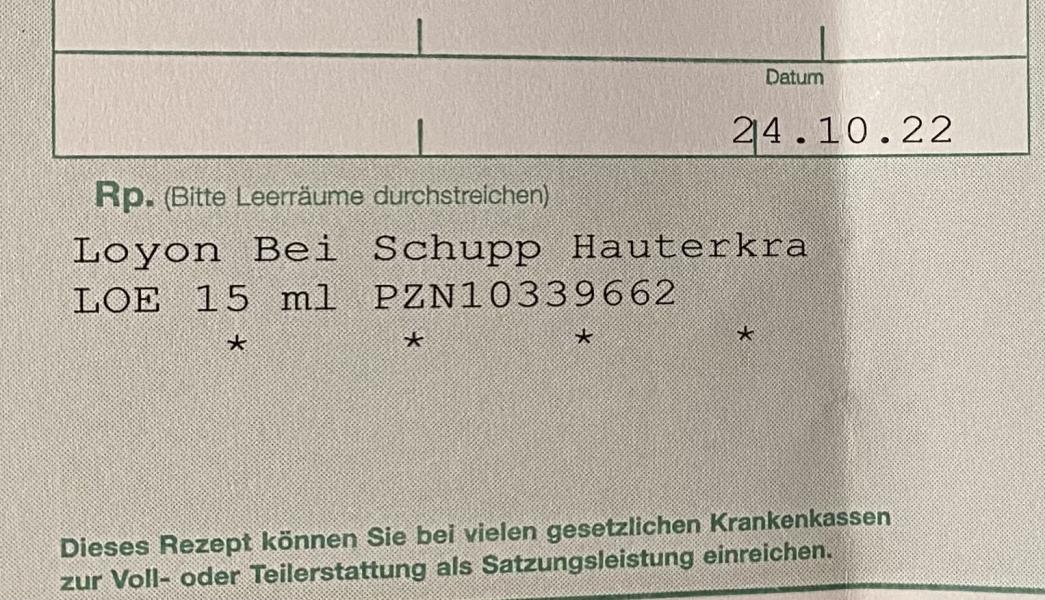 Datum
24.10.22
Rp. (Bitte Leerräume durchstreichen)
Loyon Bei Schupp Hauterkra
LOE 15 ml PZN10339662
* * * *
Dieses Rezept können Sie bei vielen gesetzlichen Krankenkassen
zur Voll- oder Teilerstattung als Satzungsleistung einreichen.